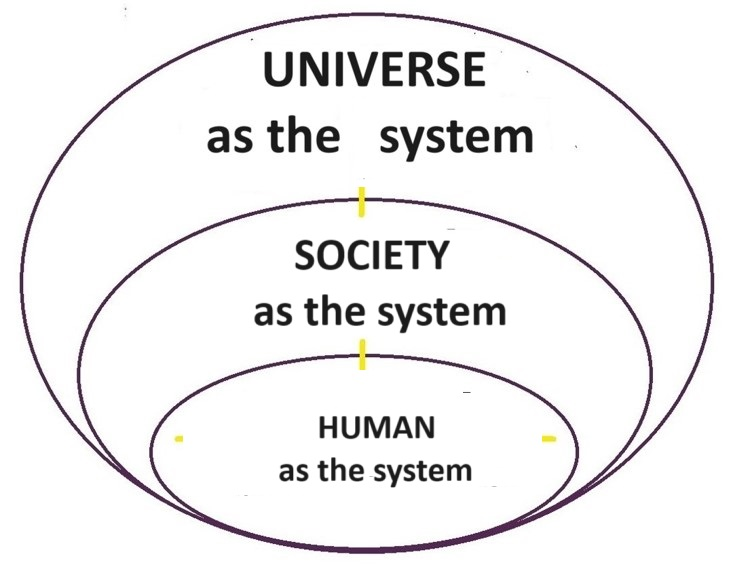 UNIVERSE
as the system
SOCIETY
as the system
HUMAN
as the system